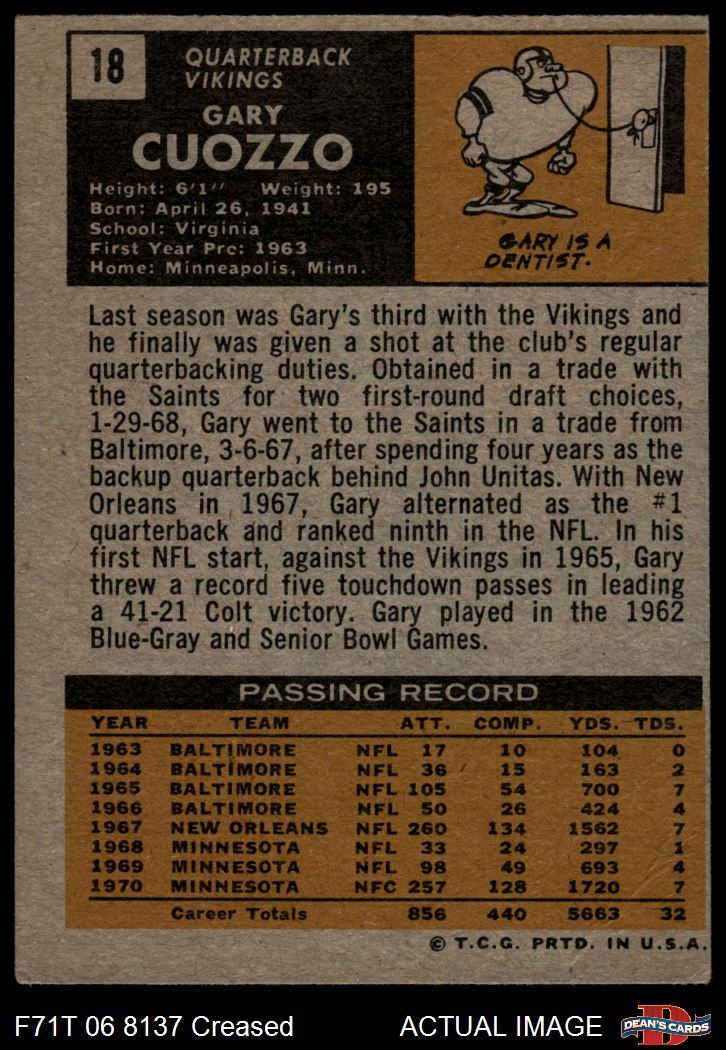 18
QUARTERBACK
VIKINGS
GARY
CUOZZO
Height: 6'1" Weight: 195
Born: April 26, 1941
School: Virginia
First Year Pro: 1963
Home: Minneapolis, Minn.
GARY IS A
DENTIST.
Last season was Gary's third with the Vikings and
he finally was given a shot at the club's regular
quarterbacking duties. Obtained in a trade with
the Saints for two first-round draft choices,
1-29-68, Gary went to the Saints in a trade from
Baltimore, 3-6-67, after spending four years as the
backup quarterback behind John Unitas. With New
Orleans in 1967, Gary alternated as the #1
quarterback and ranked ninth in the NFL. In his
first NFL start, against the Vikings in 1965, Gary
threw a record five touchdown passes in leading
a 41-21 Colt victory. Gary played in the 1962
Blue-Gray and Senior Bowl Games.
PASSING RECORD
YEAR TEAM ATT. COMP. YDS. TDS.
1963 BALTIMORE NFL 17 10 104 0
1964 BALTIMORE NFL 36 15 163 2
1965 BALTIMORE NFL 105 54 700 7
1966 BALTIMORE NFL 50 26 424 4
1967 NEW ORLEANS NFL 260 134 1562 7
1968 MINNESOTA NFL 33 24 297 1
1969 MINNESOTA NFL 98 49 693 4
1970 MINNESOTA NFC 257 128 1720 7
Career Totals 856 440 5663 32
© T.C.G. PRTD. IN U.S.A.
F71T 06 8137 Creased ACTUAL IMAGE
D
DEAN'S CARDS